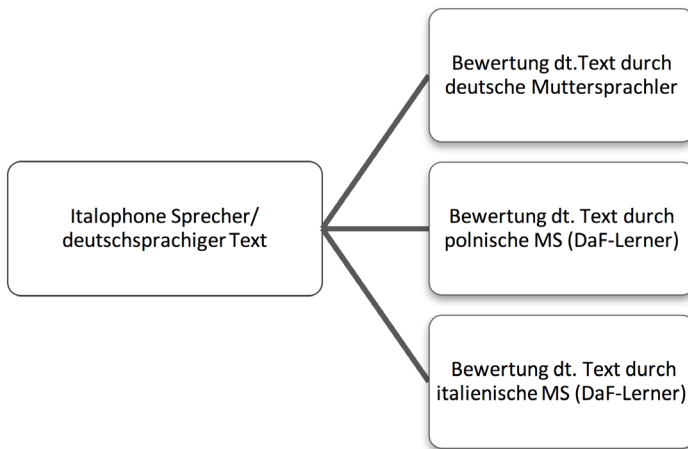 Italophone Sprecher/
deutschsprachiger Text
Bewertung dt.Text durch
deutsche Muttersprachler
Bewertung dt. Text durch
polnische MS (DaF-Lerner)
Bewertung dt. Text durch
italienische MS (DaF-Lerner)